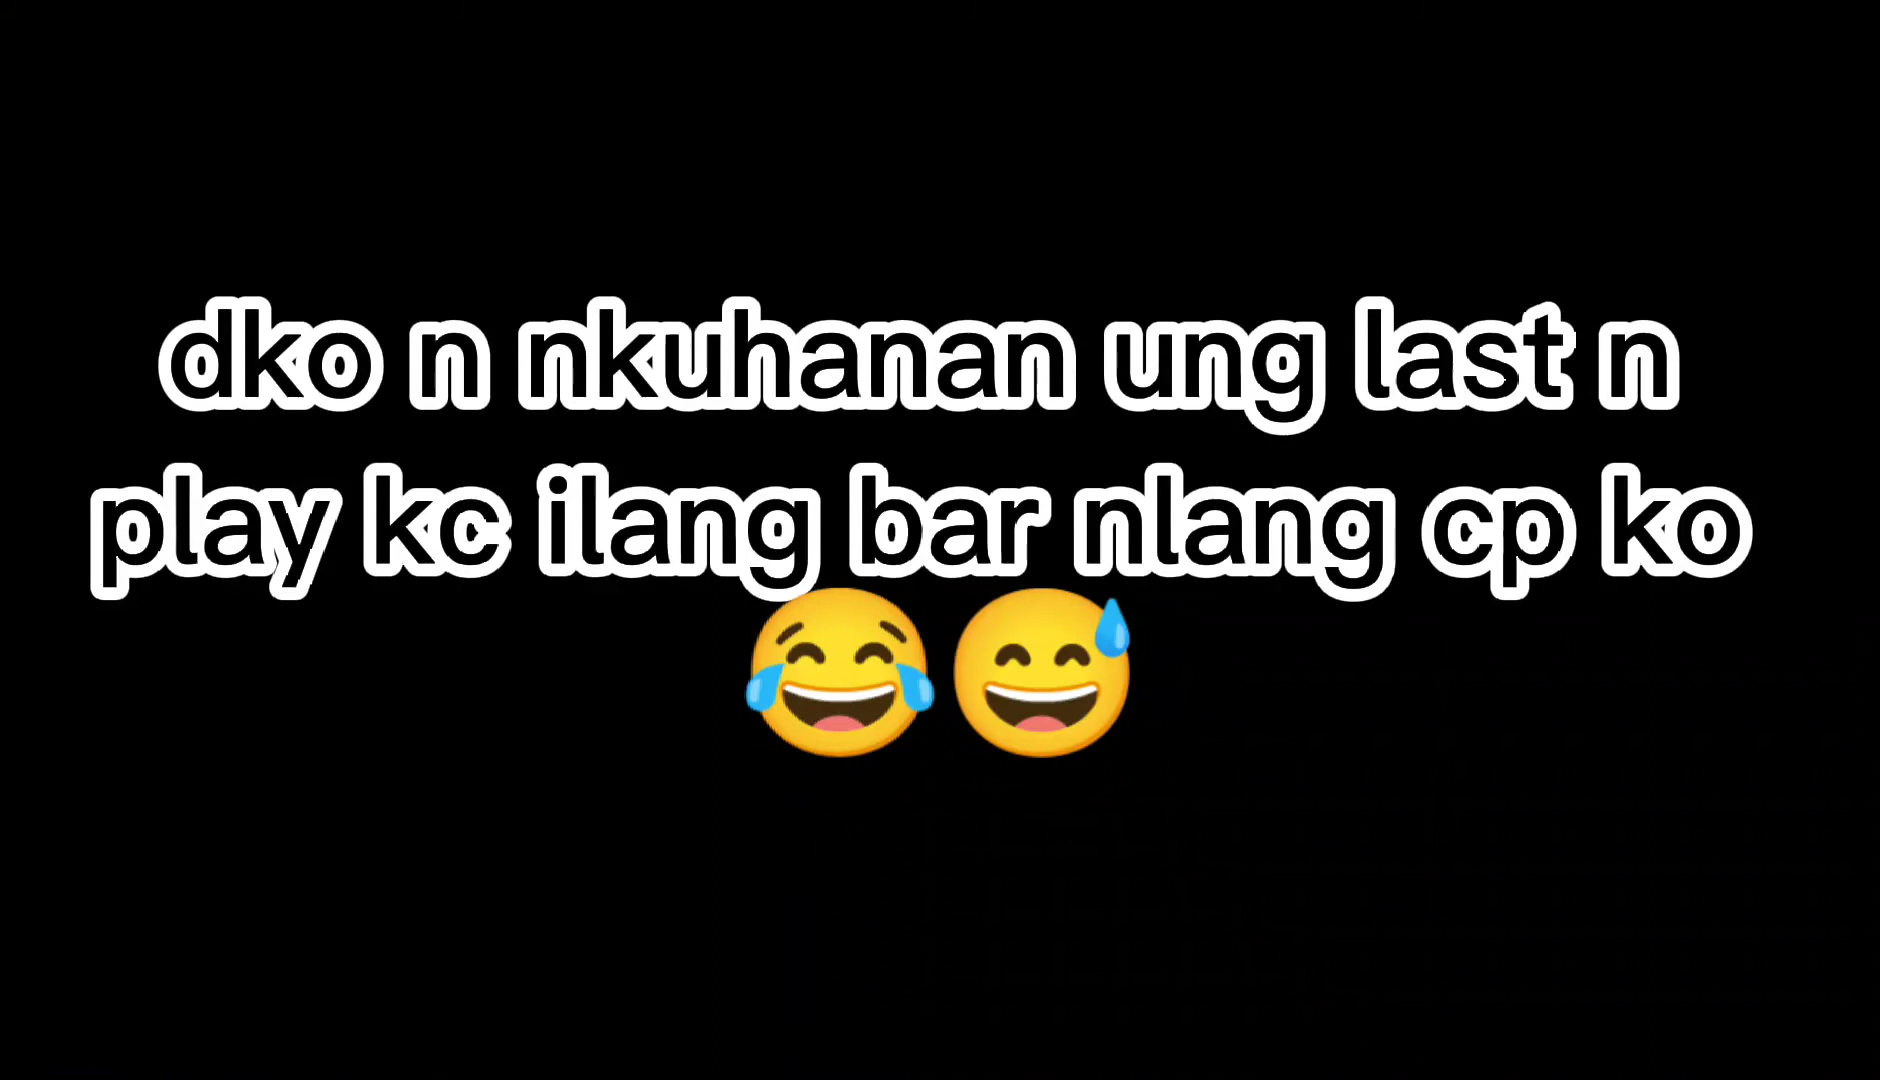 dko n nkuhanan ung last n
play kc ilang bar nlang cp ko
😂😅